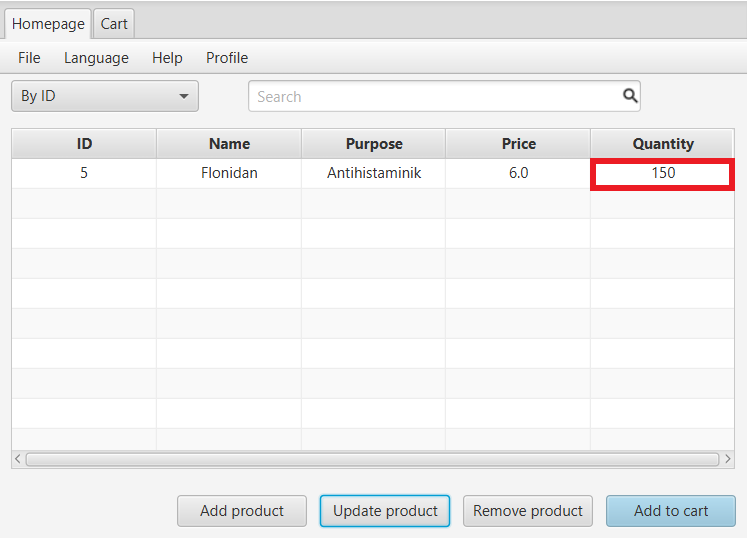 Homepage Cart
File Language Help Profile
By ID Search
ID Name Purpose Price Quantity
5 Flonidan Antihistaminik 6.0 150
Add product Update product Remove product Add to cart